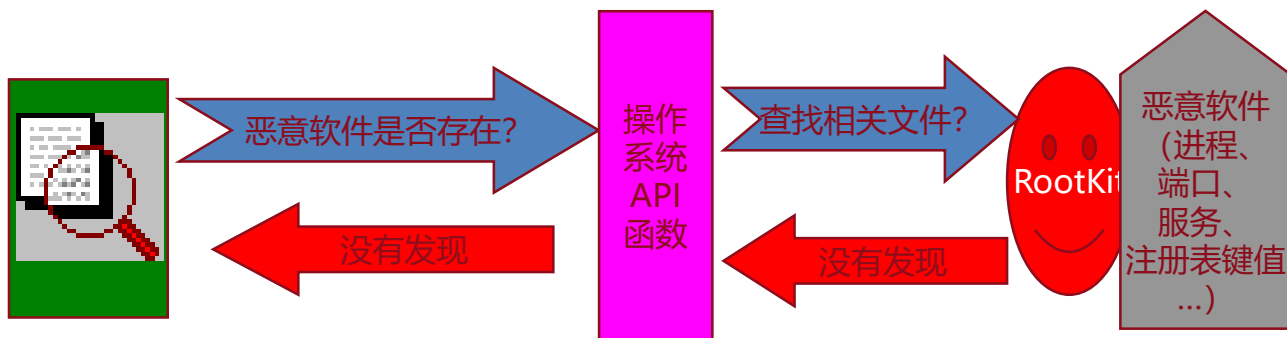 恶意软件是否存在？
没有发现
操作
系统
API
函数
查找相关文件？
没有发现
RootKit
恶意软件
（进程、
端口、
服务、
注册表键值
…）